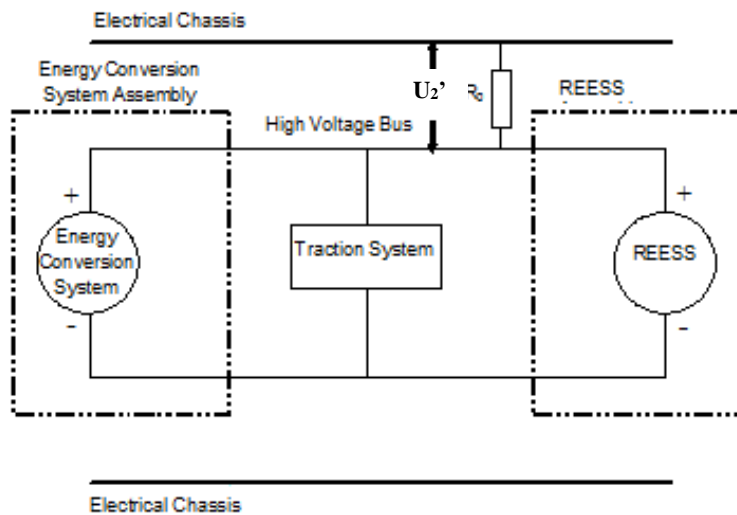 Electrical Chassis
Energy Conversion
System Assembly
U₂’
REESS
High Voltage Bus
+
+
Energy
Conversion
System
Traction System
REESS
-
-
Electrical Chassis